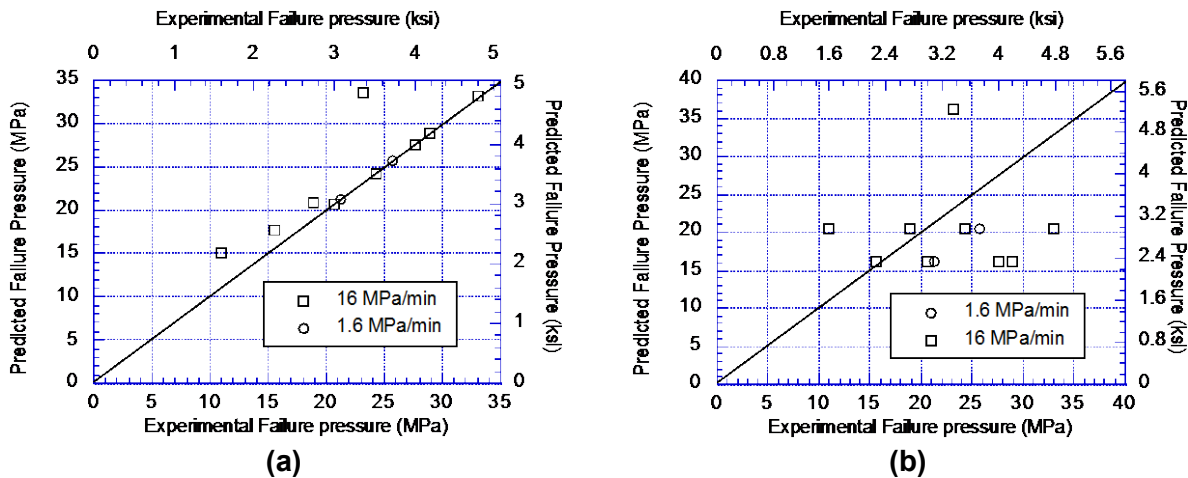 Experimental Failure pressure (ksi)
0 1 2 3 4 5
35
30
25
20
15
10
5
0
Predicted Failure Pressure (MPa)
5
4
3
2
1
0
Predicted Failure Pressure (ksi)
16 MPa/min
1.6 MPa/min
0 5 10 15 20 25 30 35
Experimental Failure pressure (MPa)
(a)
Experimental Failure pressure (ksi)
0 0.8 1.6 2.4 3.2 4 4.8 5.6
40
35
30
25
20
15
10
5
0
Predicted Failure Pressure (MPa)
5.6
4.8
4
3.2
2.4
1.6
0.8
0
Predicted Failure Pressure (ksi)
1.6 MPa/min
16 MPa/min
0 5 10 15 20 25 30 35 40
Experimental Failure pressure (MPa)
(b)